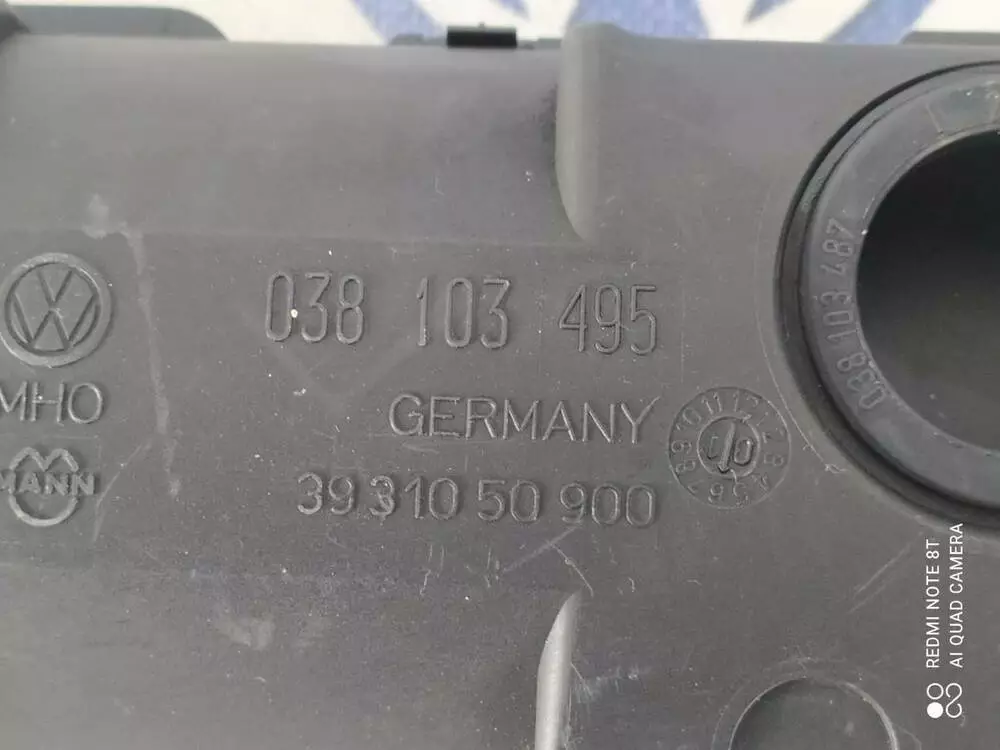 038 103 495
MHO
GERMANY
MANN
39 310 50 900
038 103 487
REDMI NOTE 8T
AI QUAD CAMERA